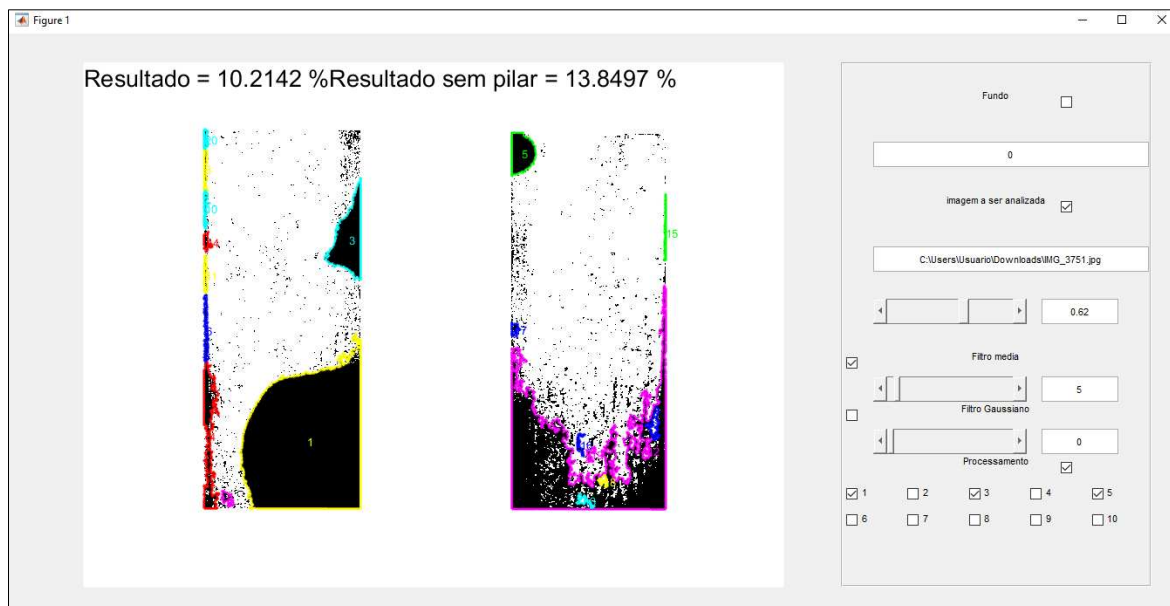 Figure 1
Resultado = 10.2142 %Resultado sem pilar = 13.8497 %
5
3
15
1
Fundo
0
imagem a ser analizada
C:\Users\Usuario\Downloads\IMG_3751.jpg
0.62
Filtro media
5
Filtro Gaussiano
0
Processamento
1 2 3 4 5
6 7 8 9 10